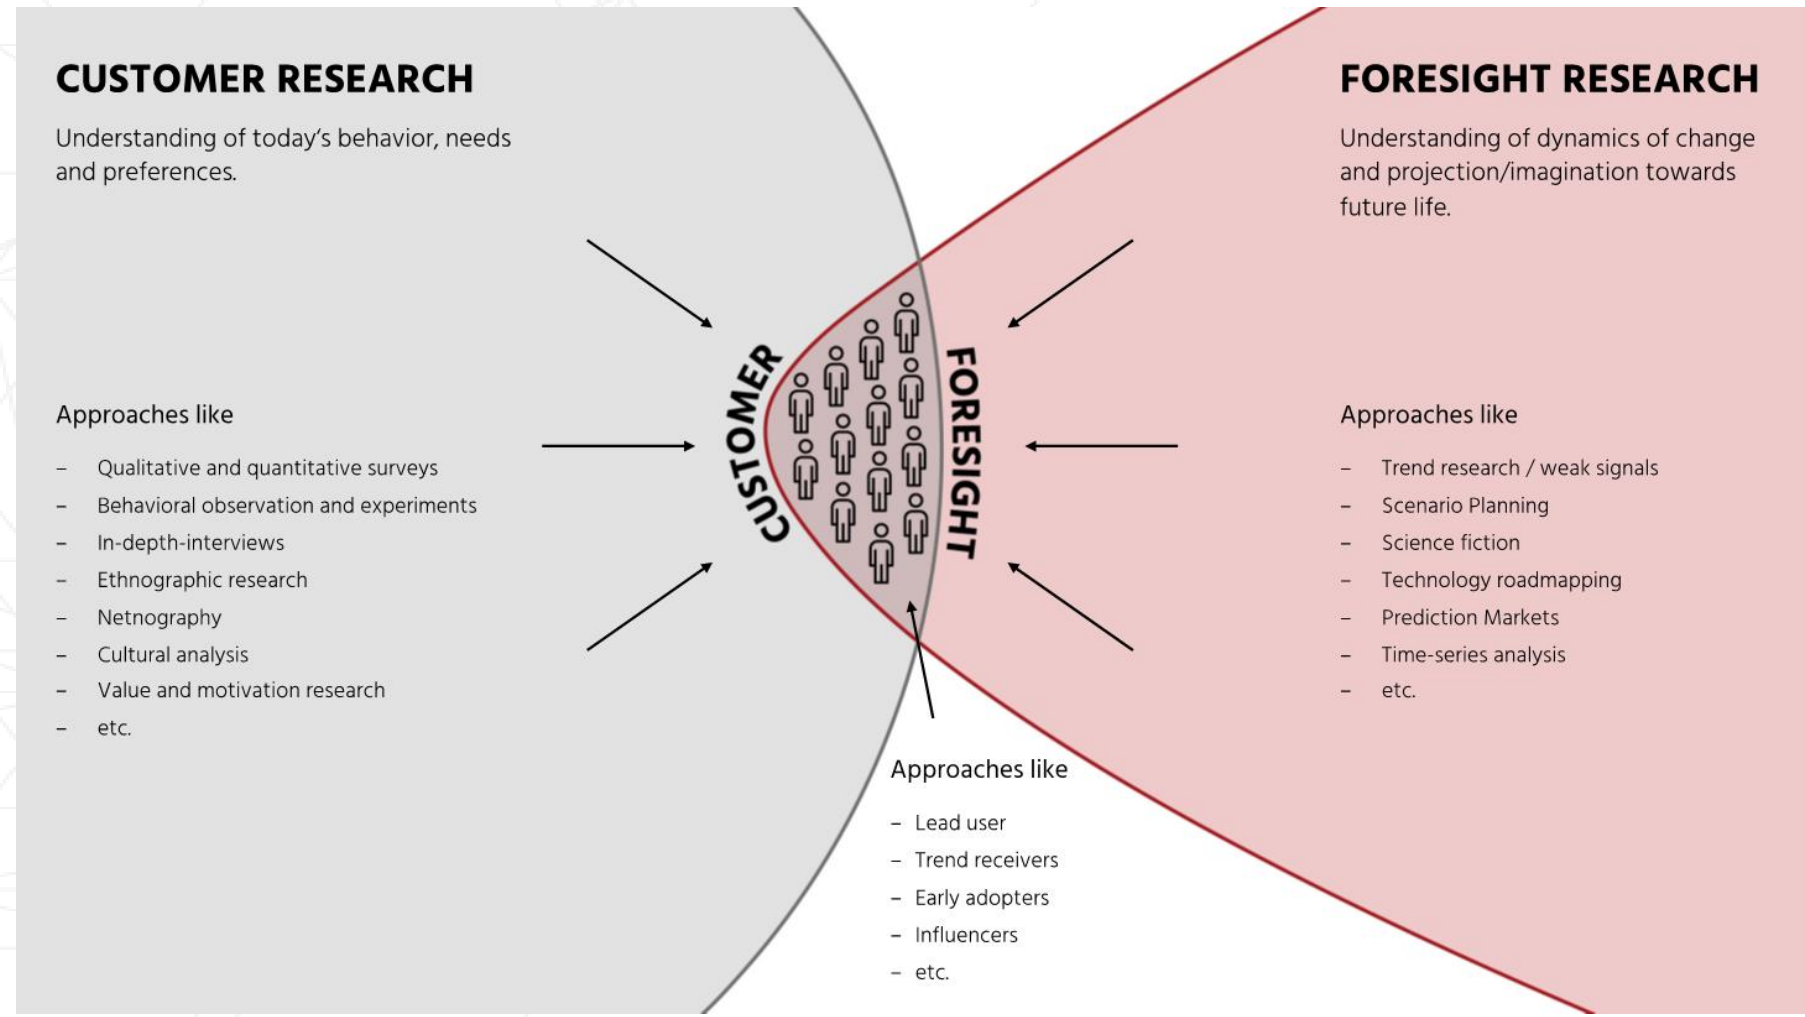 CUSTOMER RESEARCH
Understanding of today's behavior, needs
and preferences.
Approaches like
– Qualitative and quantitative surveys
– Behavioral observation and experiments
– In-depth-interviews
– Ethnographic research
– Netnography
– Cultural analysis
– Value and motivation research
– etc.
CUSTOMER
FORESIGHT
Approaches like
– Lead user
– Trend receivers
– Early adopters
– Influencers
– etc.
FORESIGHT RESEARCH
Understanding of dynamics of change
and projection/imagination towards
future life.
Approaches like
– Trend research / weak signals
– Scenario Planning
– Science fiction
– Technology roadmapping
– Prediction Markets
– Time-series analysis
– etc.